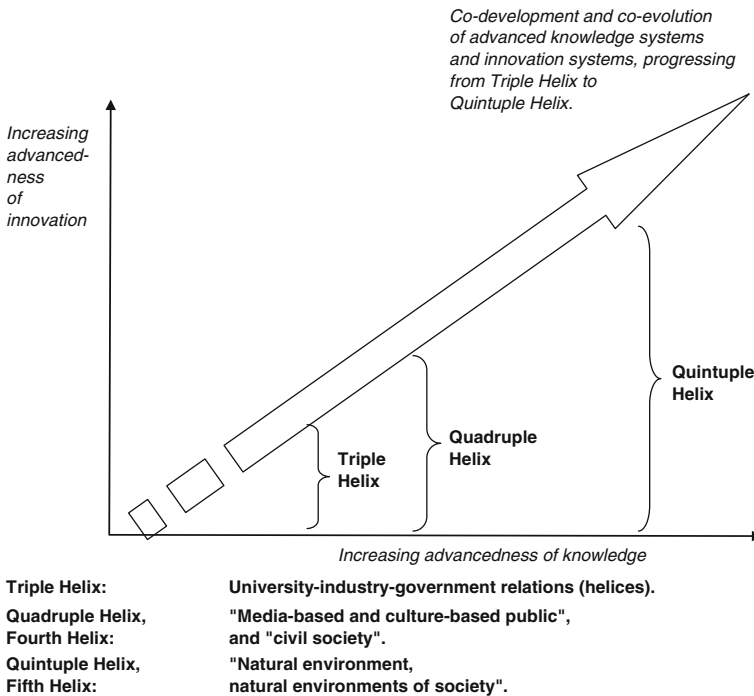 Co-development and co-evolution
of advanced knowledge systems
and innovation systems, progressing
from Triple Helix to
Quintuple Helix.
Increasing
advanced-
ness
of
innovation
Quintuple
Helix
Quadruple
Helix
Triple
Helix
Increasing advancedness of knowledge
Triple Helix: University-industry-government relations (helices).
Quadruple Helix, "Media-based and culture-based public",
Fourth Helix: and "civil society".
Quintuple Helix, "Natural environment,
Fifth Helix: natural environments of society".